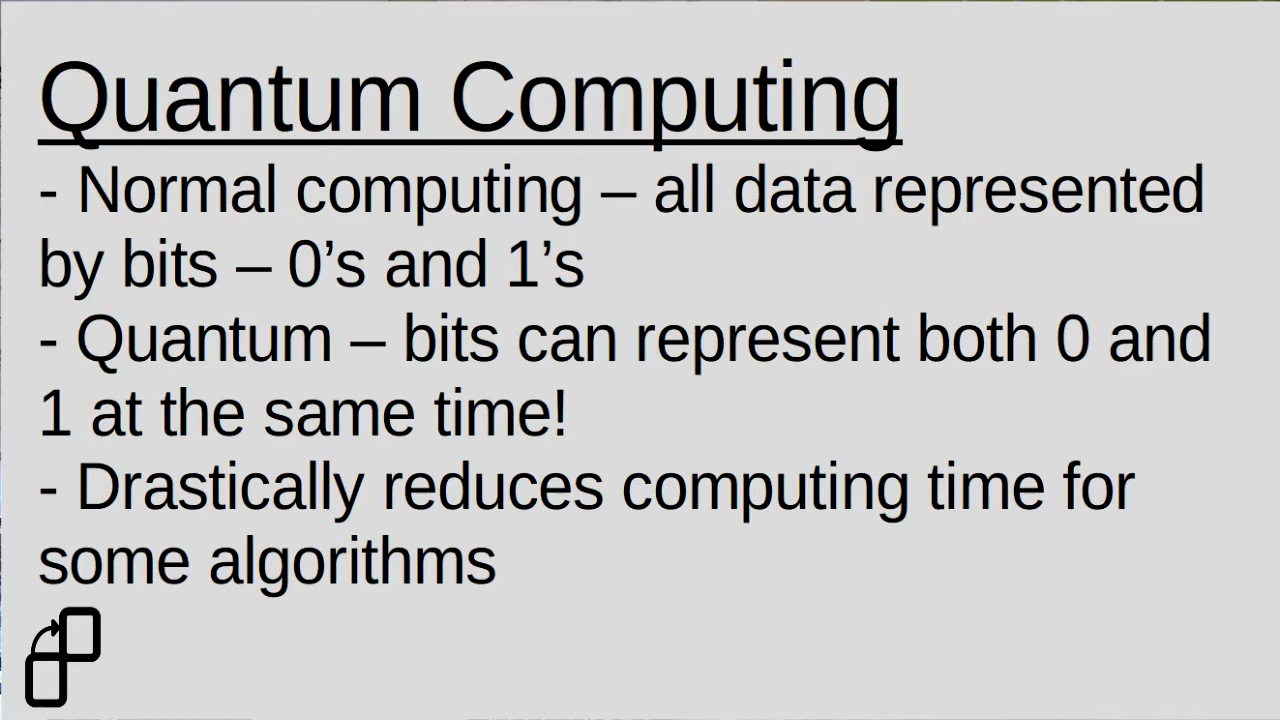 Quantum Computing
- Normal computing – all data represented
by bits – 0’s and 1’s
- Quantum – bits can represent both 0 and
1 at the same time!
- Drastically reduces computing time for
some algorithms